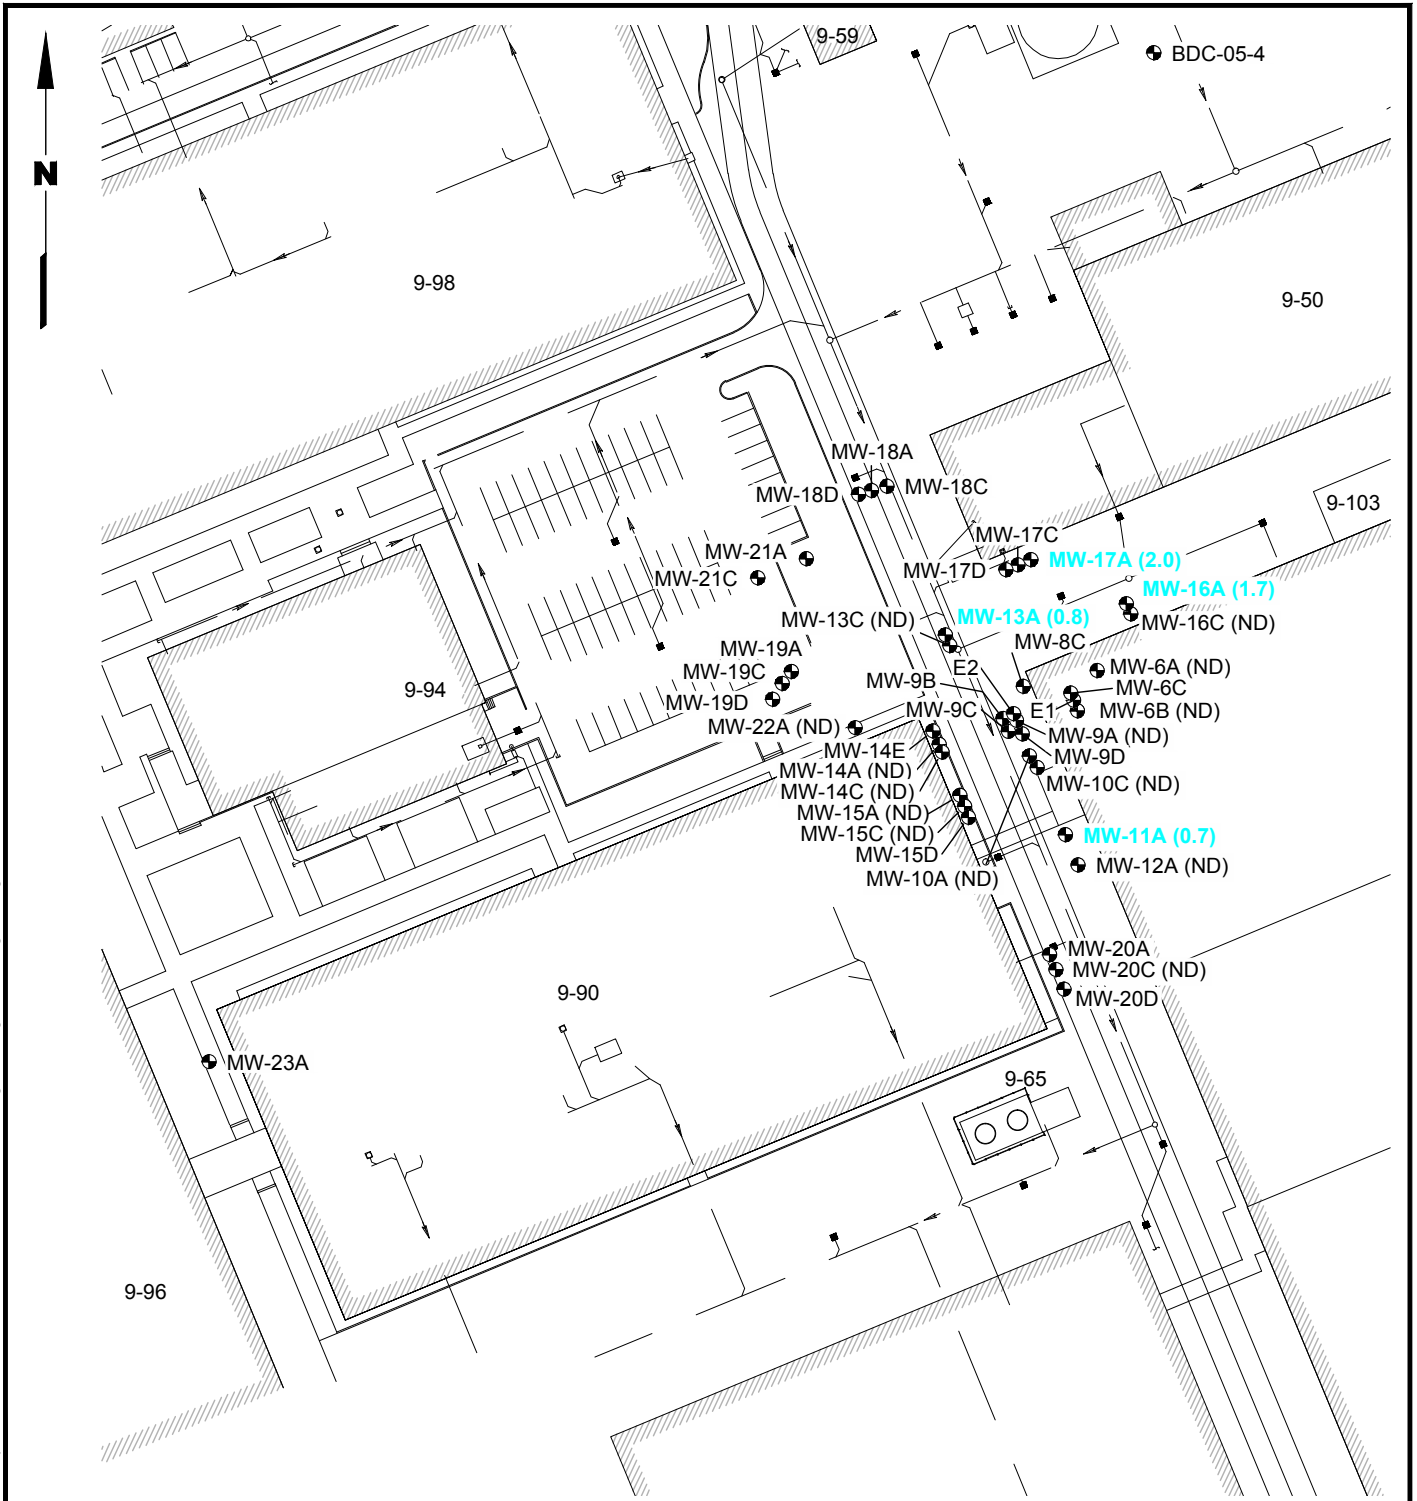 9-59
BDC-05-4
N
9-98
9-50
MW-18A
MW-18D
MW-18C
9-103
MW-17C
MW-21A
MW-17A (2.0)
MW-17D
MW-21C
MW-16A (1.7)
MW-13C (ND)
MW-13A (0.8)
MW-16C (ND)
MW-8C
MW-19A
E2
MW-6A (ND)
MW-19C
MW-9B
MW-6C
9-94
MW-19D
MW-9C
E1
MW-6B (ND)
MW-22A (ND)
MW-9A (ND)
MW-14E
MW-9D
MW-14A (ND)
MW-10C (ND)
MW-14C (ND)
MW-15A (ND)
MW-15C (ND)
MW-11A (0.7)
MW-15D
MW-12A (ND)
MW-10A (ND)
MW-20A
MW-20C (ND)
9-90
MW-20D
MW-23A
9-65
9-96